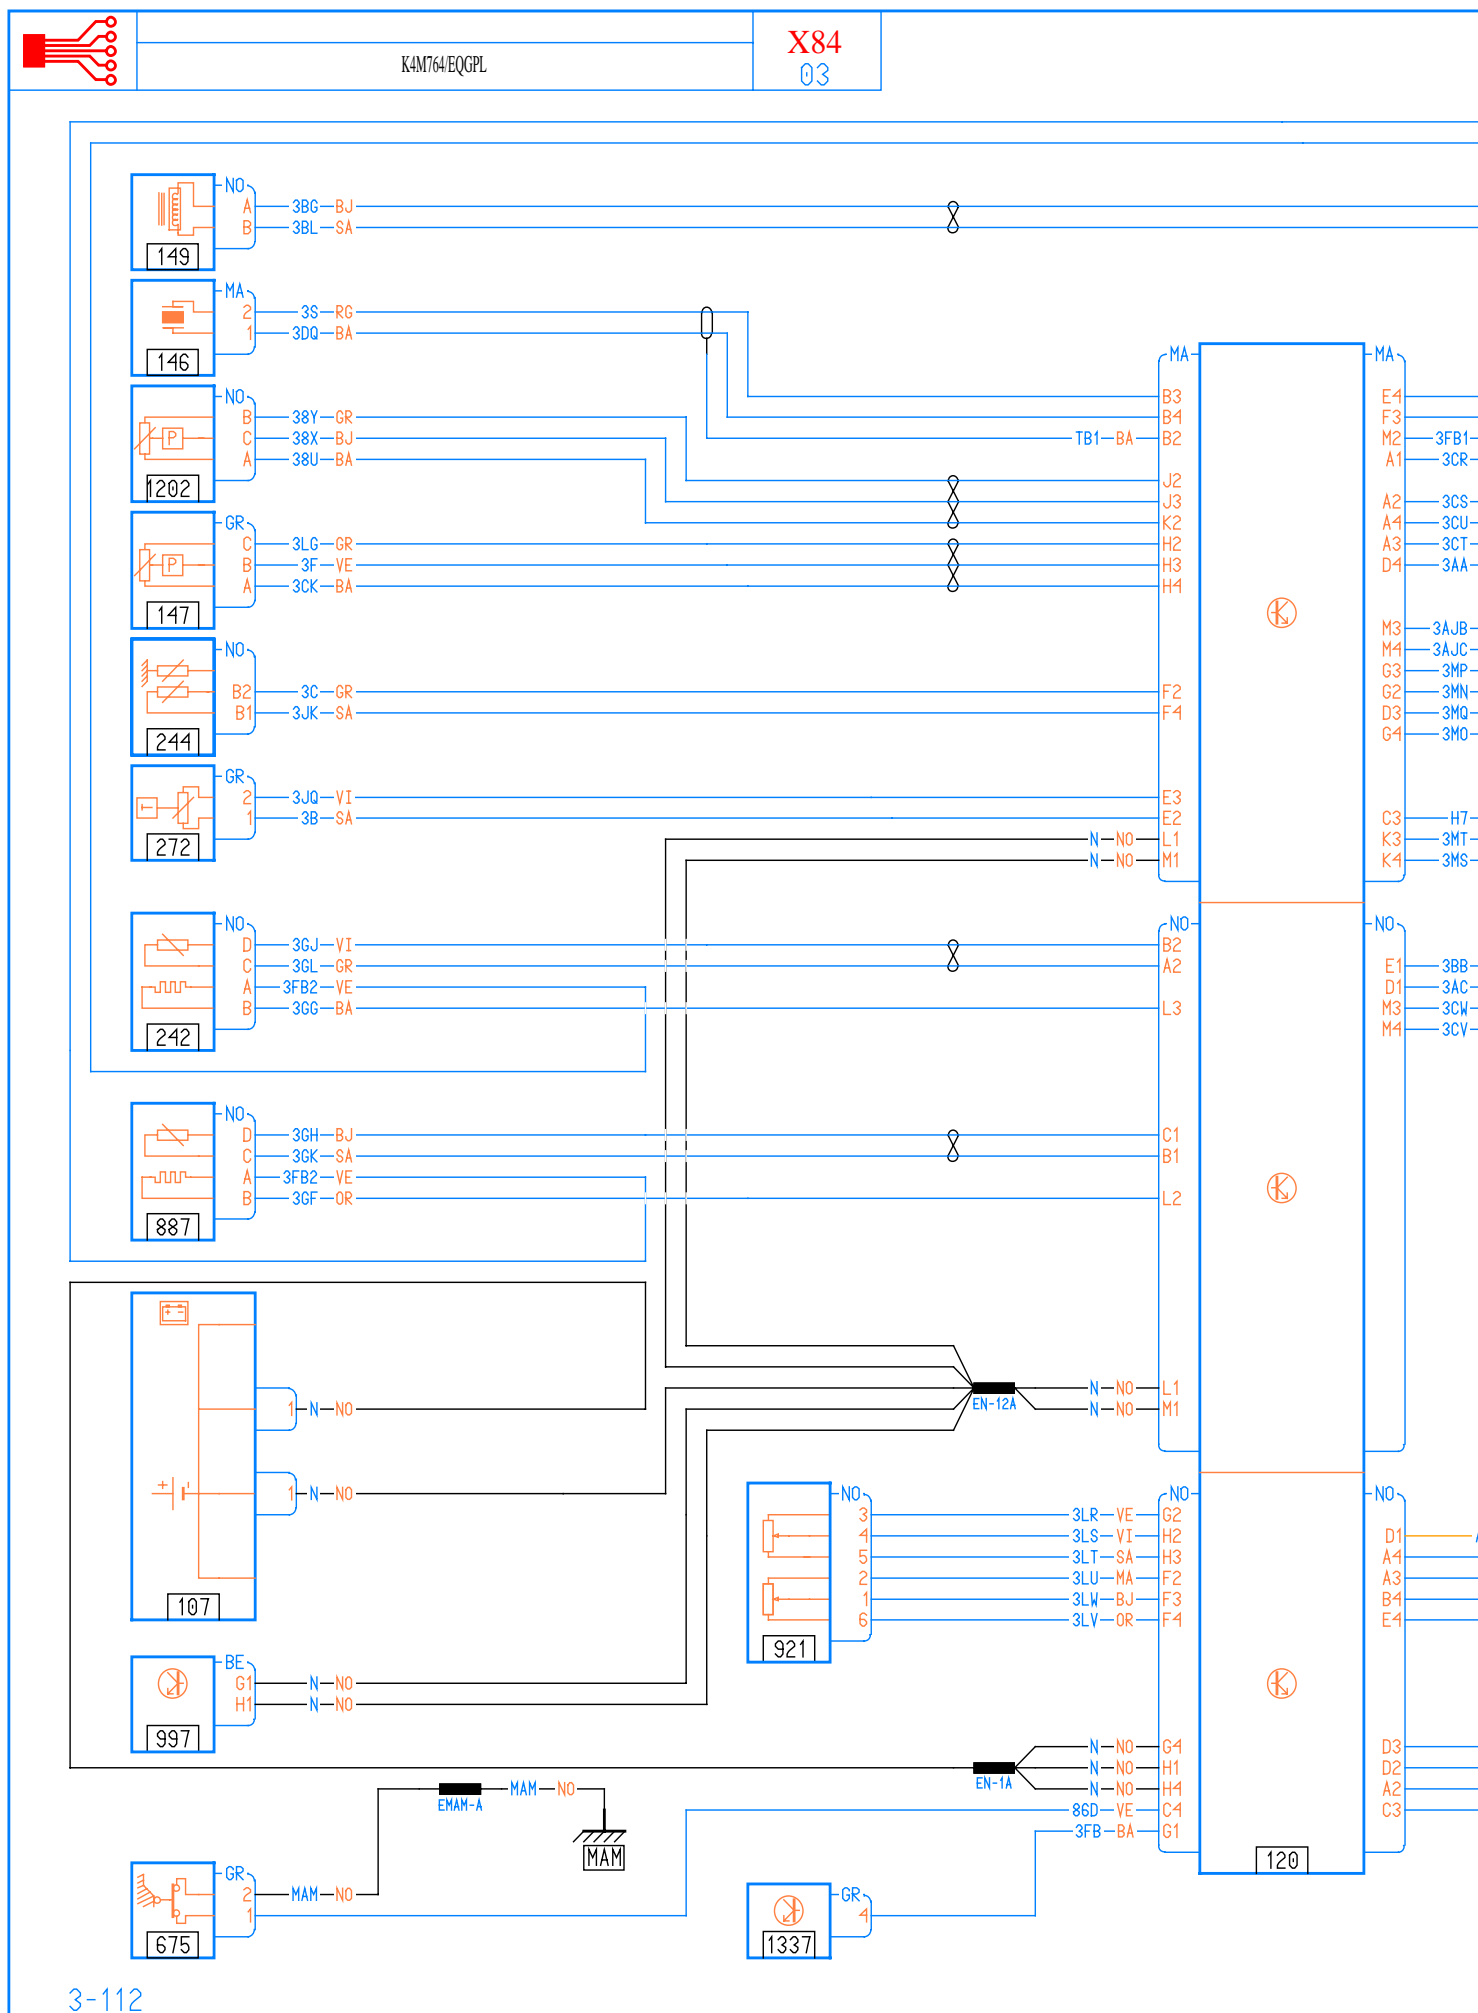 X84
K4M764/EQGPL
03
NO
A 3BG BJ
B 3BL SA
149
MA
2 3S RG
1 3DQ BA
146
NO
B 38Y GR
C 38X BJ
A 38U BA
1202
P
GR
C 3LG GR
B 3F VE
A 3CK BA
147
P
NO
B2 3C GR
B1 3JK SA
244
GR
2 3JQ VI
1 3B SA
272
T
NO
D 3GJ VI
C 3GL GR
A 3FB2 VE
B 3GG BA
242
NO
D 3GH BJ
C 3GK SA
A 3FB2 VE
B 3GF OR
887
+ -
1 N NO
+ -
1 N NO
107
BE
G1 N NO
H1 N NO
997
EMAM-A
MAM NO
MAM
GR
2 MAM NO
1
675
MA
B3
B4
TB1 BA B2
J2
J3
K2
H2
H3
H4
F2
F4
E3
E2
N NO L1
N NO M1
NO
B2
A2
L3
C1
B1
L2
EN-12A
N NO L1
N NO M1
NO
3 3LR VE G2
4 3LS VI H2
5 3LT SA H3
2 3LU MA F2
1 3LW BJ F3
6 3LV OR F4
921
NO
EN-1A
N NO G4
N NO H1
N NO H4
86D VE C4
3FB BA G1
GR
4
1337
MA
E4
F3
M2 3FB1
A1 3CR
A2 3CS
A4 3CU
A3 3CT
D4 3AA
M3 3AJB
M4 3AJC
G3 3MP
G2 3MN
D3 3MQ
G4 3MO
C3 H7
K3 3MT
K4 3MS
NO
E1 3BB
D1 3AC
M3 3CW
M4 3CV
NO
D1
A4
A3
B4
E4
D3
D2
A2
C3
120
3-112